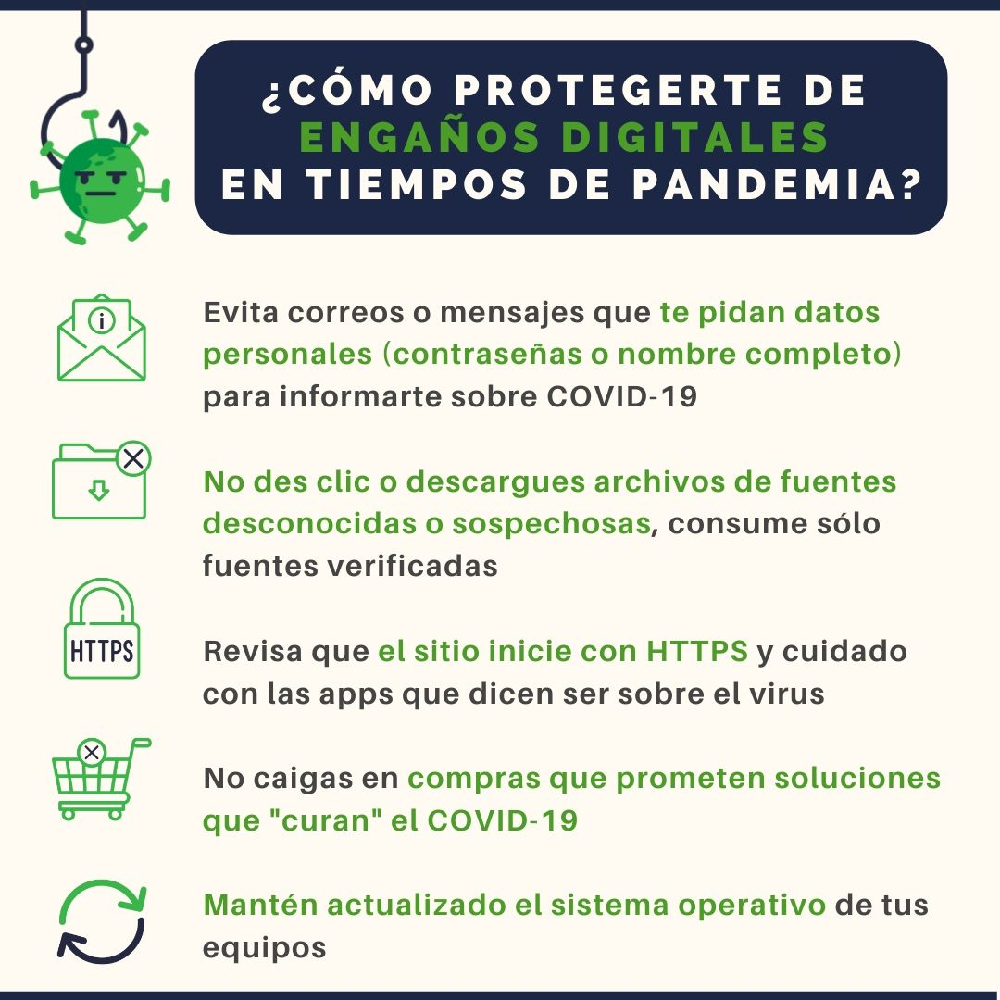 ¿CÓMO PROTEGERTE DE
ENGAÑOS DIGITALES
EN TIEMPOS DE PANDEMIA?
i
Evita correos o mensajes que te pidan datos
personales (contraseñas o nombre completo)
para informarte sobre COVID-19
No des clic o descargues archivos de fuentes
desconocidas o sospechosas, consume sólo
fuentes verificadas
HTTPS
Revisa que el sitio inicie con HTTPS y cuidado
con las apps que dicen ser sobre el virus
No caigas en compras que prometen soluciones
que "curan" el COVID-19
Mantén actualizado el sistema operativo de tus
equipos